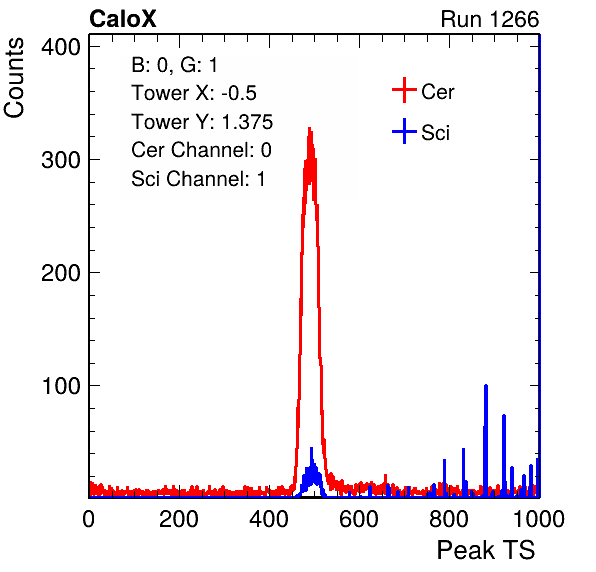 CaloX Run 1266
Counts
400
300
200
100
B: 0, G: 1
Tower X: -0.5
Tower Y: 1.375
Cer Channel: 0
Sci Channel: 1
Cer
Sci
0 200 400 600 800 1000
Peak TS